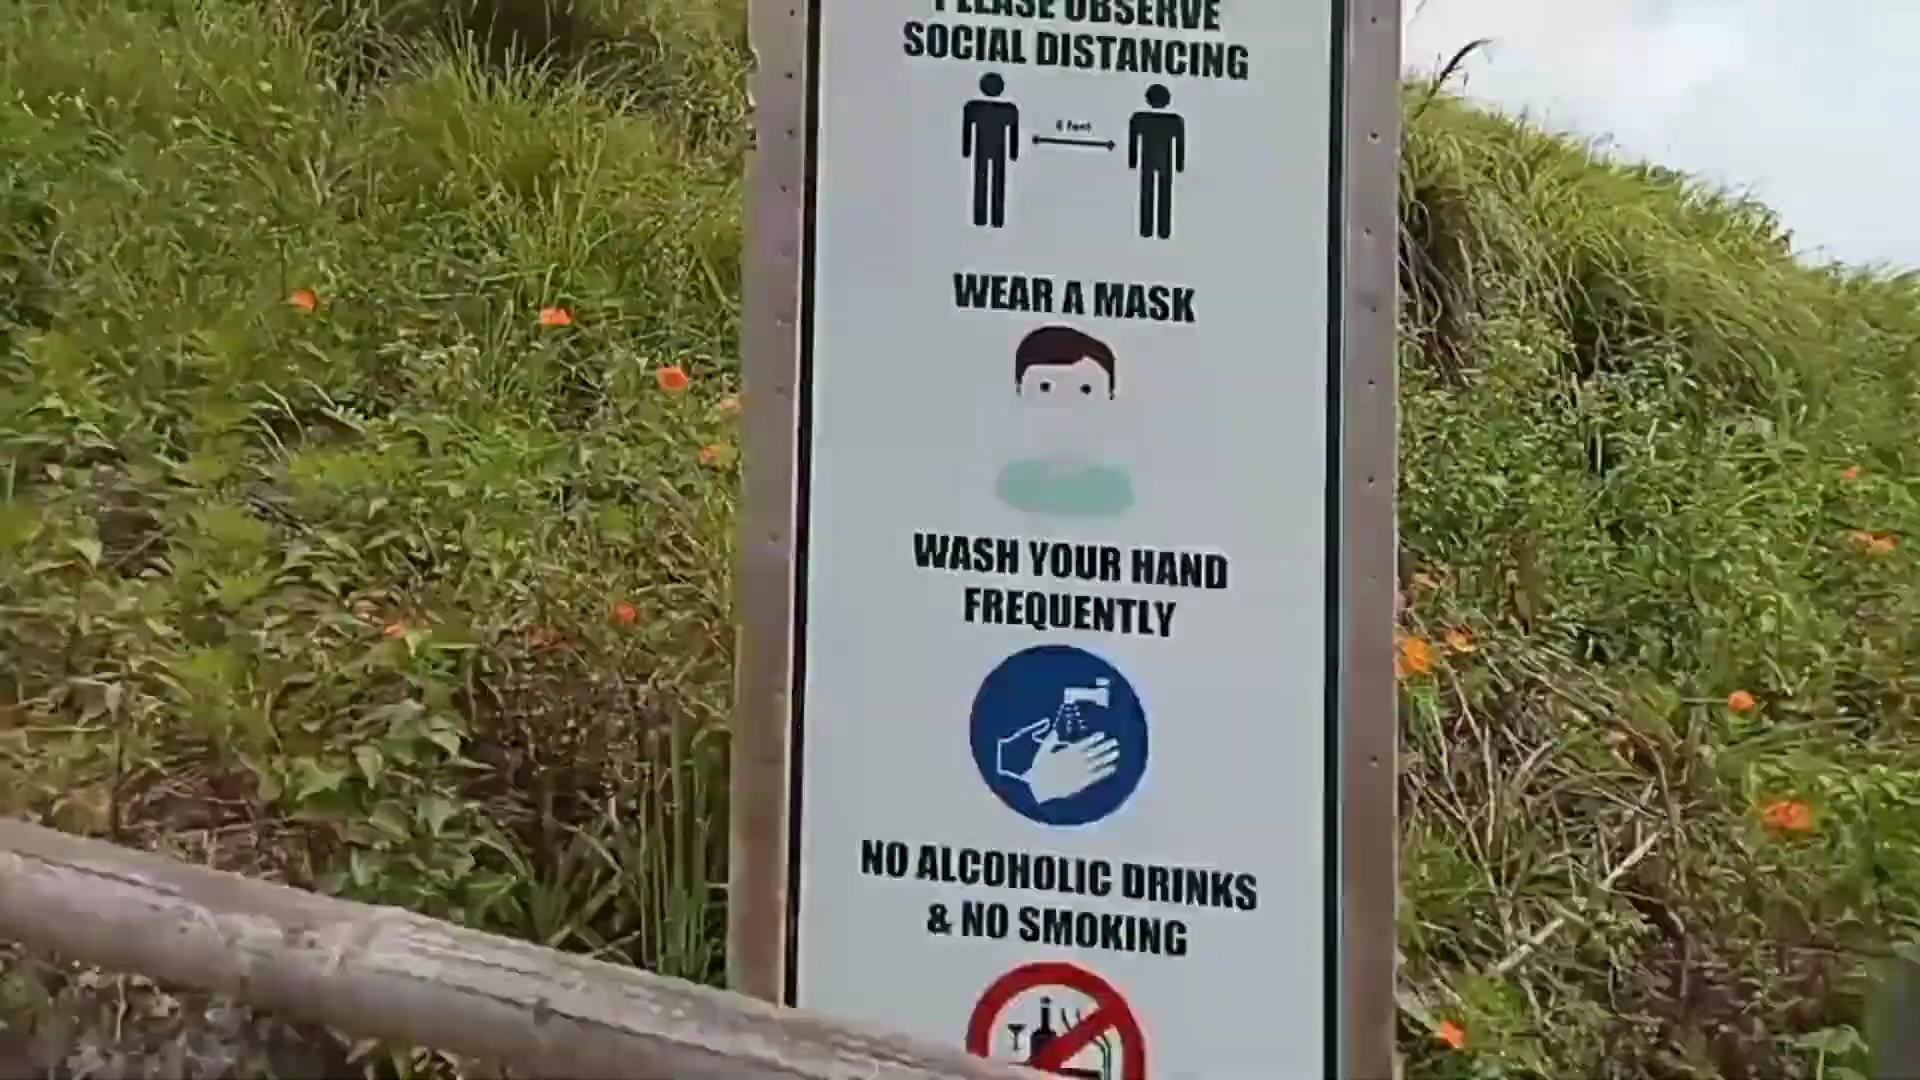 PLEASE OBSERVE
SOCIAL DISTANCING
6 feet
WEAR A MASK
WASH YOUR HAND
FREQUENTLY
NO ALCOHOLIC DRINKS
& NO SMOKING